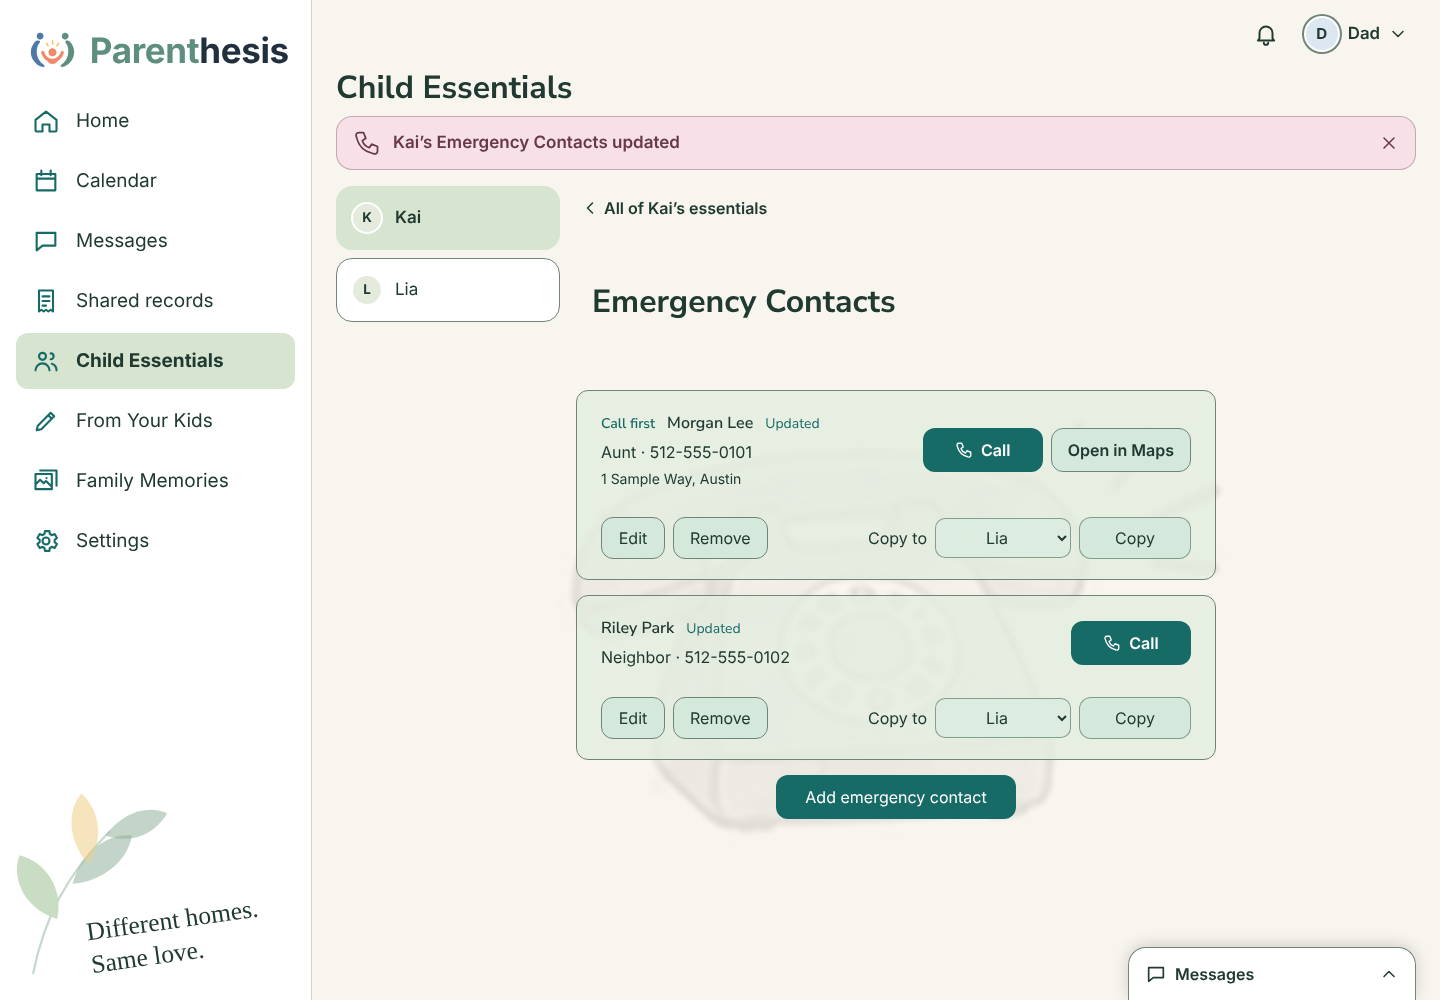 Parenthesis
Home
Calendar
Messages
Shared records
Child Essentials
From Your Kids
Family Memories
Settings
Different homes.
Same love.
D Dad
Child Essentials
Kai’s Emergency Contacts updated
K Kai
L Lia
All of Kai’s essentials
Emergency Contacts
Call first Morgan Lee Updated
Aunt · 512-555-0101
1 Sample Way, Austin
Call Open in Maps
Edit Remove Copy to Lia Copy
Riley Park Updated
Neighbor · 512-555-0102
Call
Edit Remove Copy to Lia Copy
Add emergency contact
Messages